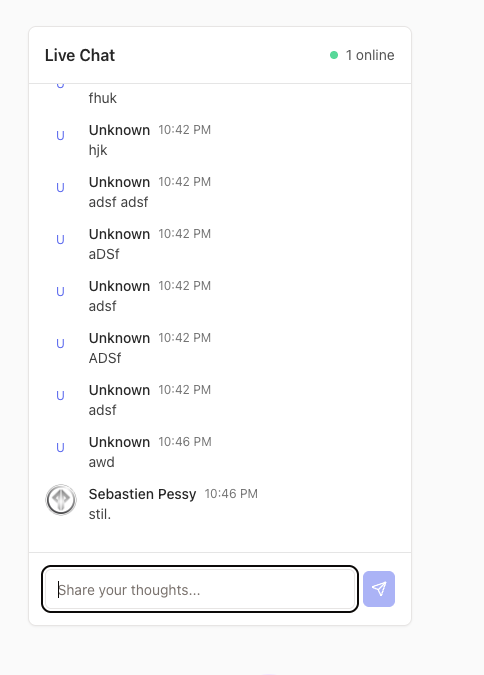 Live Chat
1 online
fhuk
U
Unknown 10:42 PM
hjk
U
Unknown 10:42 PM
adsf adsf
U
Unknown 10:42 PM
aDSf
U
Unknown 10:42 PM
adsf
U
Unknown 10:42 PM
ADSf
U
Unknown 10:42 PM
adsf
U
Unknown 10:46 PM
awd
Sebastien Pessy 10:46 PM
stil.
Share your thoughts...